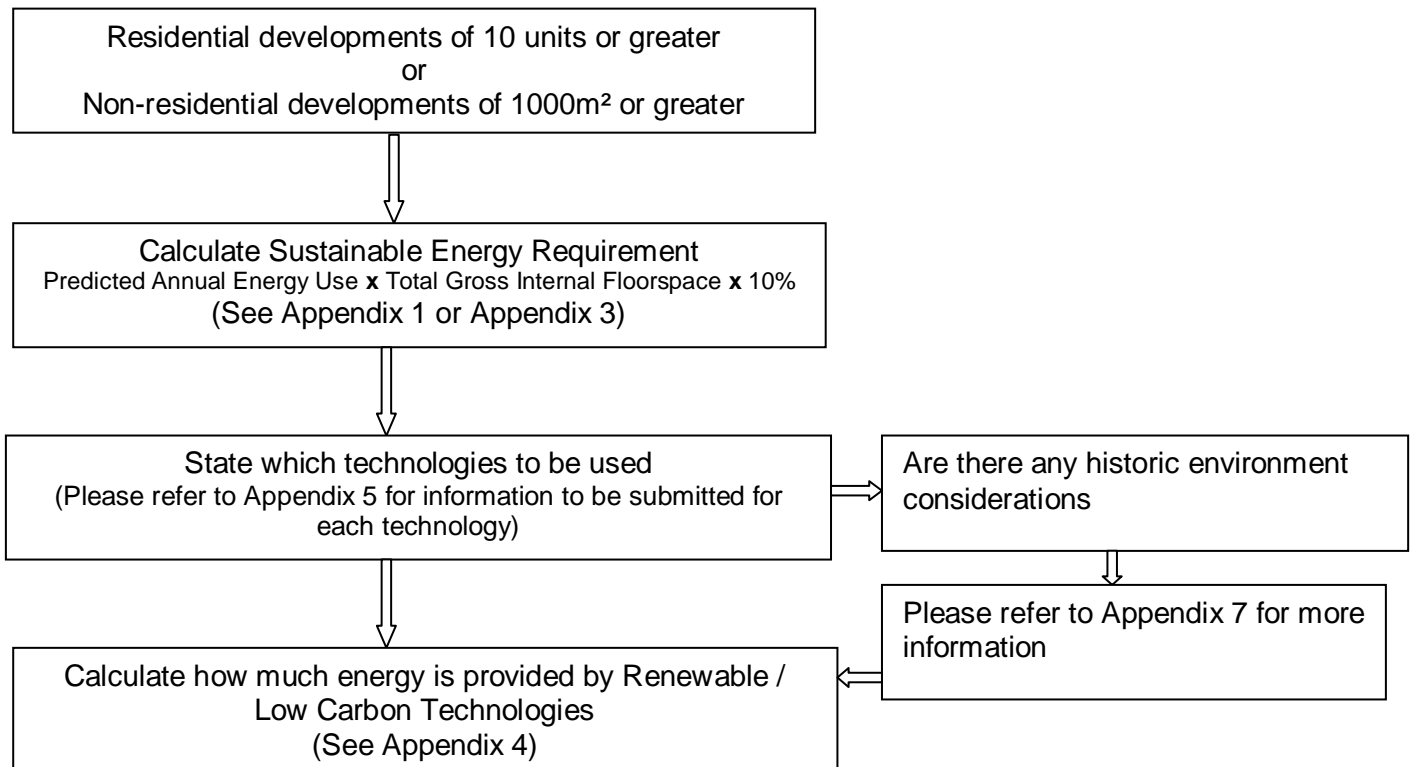 Residential developments of 10 units or greater
or
Non-residential developments of 1000m² or greater
Calculate Sustainable Energy Requirement
Predicted Annual Energy Use x Total Gross Internal Floorspace x 10%
(See Appendix 1 or Appendix 3)
State which technologies to be used
(Please refer to Appendix 5 for information to be submitted for
each technology)
Are there any historic environment
considerations
Please refer to Appendix 7 for more
information
Calculate how much energy is provided by Renewable /
Low Carbon Technologies
(See Appendix 4)